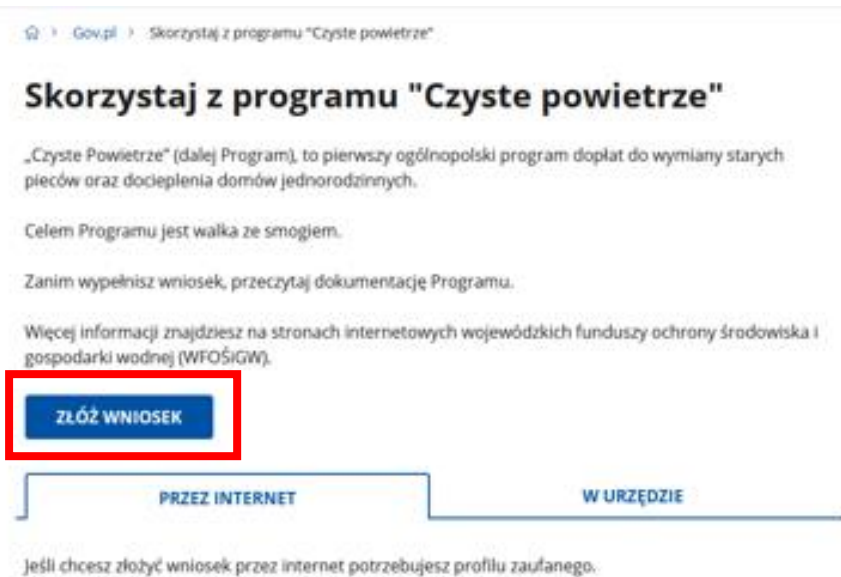 Gov.pl > Skorzystaj z programu "Czyste powietrze"
Skorzystaj z programu "Czyste powietrze"
„Czyste Powietrze” (dalej Program), to pierwszy ogólnopolski program dopłat do wymiany starych
pieców oraz docieplenia domów jednorodzinnych.
Celem Programu jest walka ze smogiem.
Zanim wypełnisz wniosek, przeczytaj dokumentację Programu.
Więcej informacji znajdziesz na stronach internetowych wojewódzkich funduszy ochrony środowiska i
gospodarki wodnej (WFOŚiGW).
ZŁÓŻ WNIOSEK
PRZEZ INTERNET
W URZĘDZIE
Jeśli chcesz złożyć wniosek przez internet potrzebujesz profilu zaufanego.